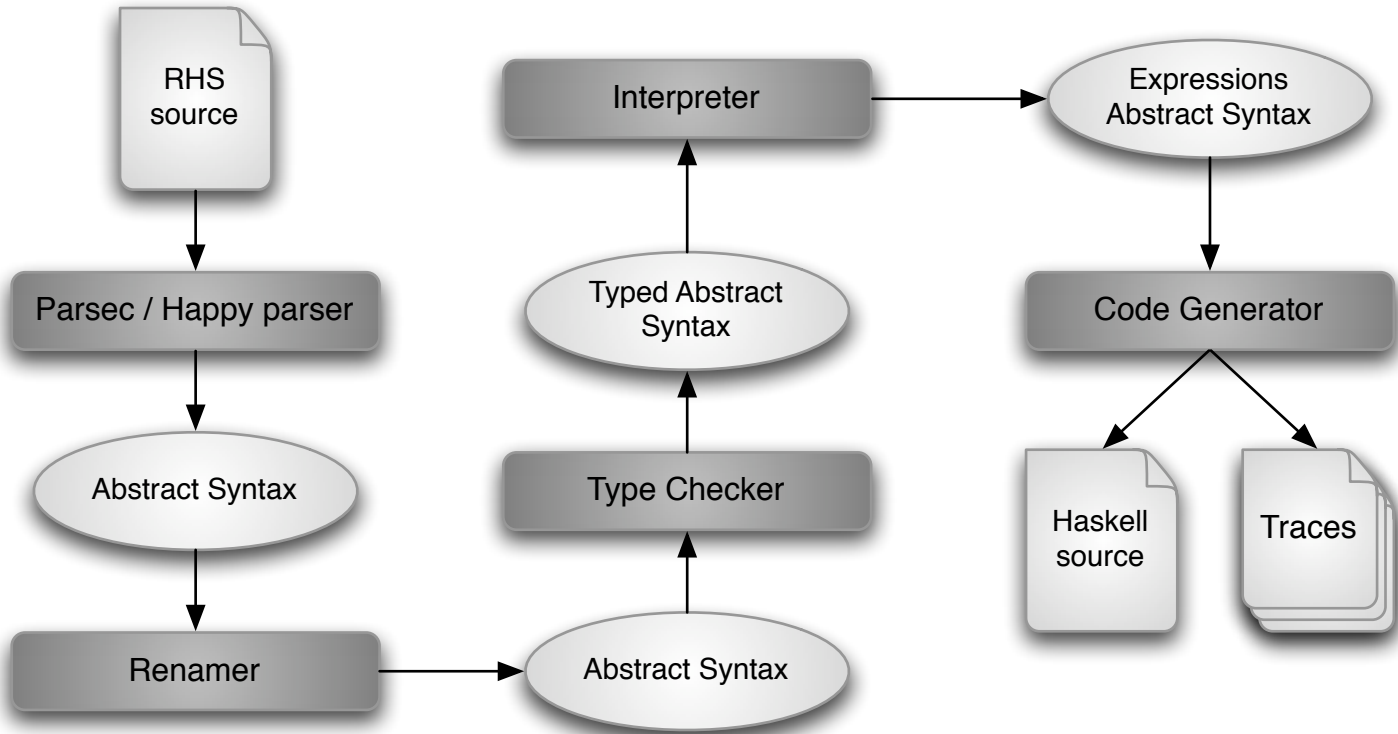 RHS
source
Parsec / Happy parser
Abstract Syntax
Renamer
Abstract Syntax
Type Checker
Typed Abstract
Syntax
Interpreter
Expressions
Abstract Syntax
Code Generator
Haskell
source
Traces